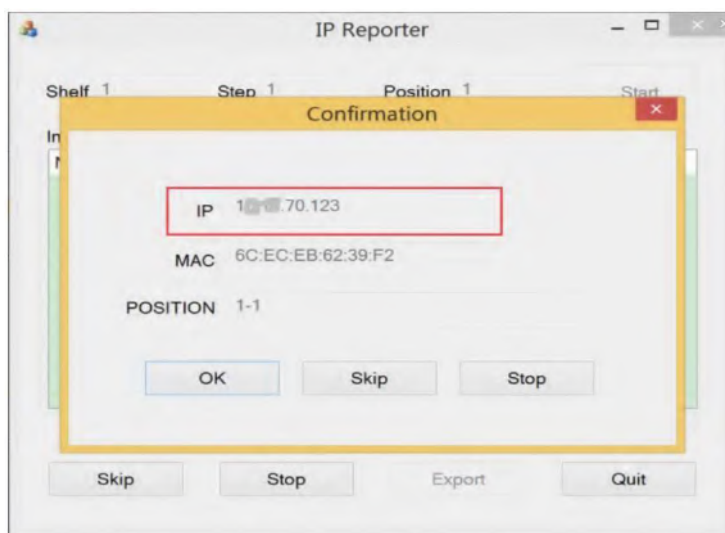 IP Reporter
Shelf 1 Step 1 Position 1 Start
Confirmation
In
IP .70.123
MAC 6C:EC:EB:62:39:F2
POSITION 1-1
OK Skip Stop
Skip Stop Export Quit